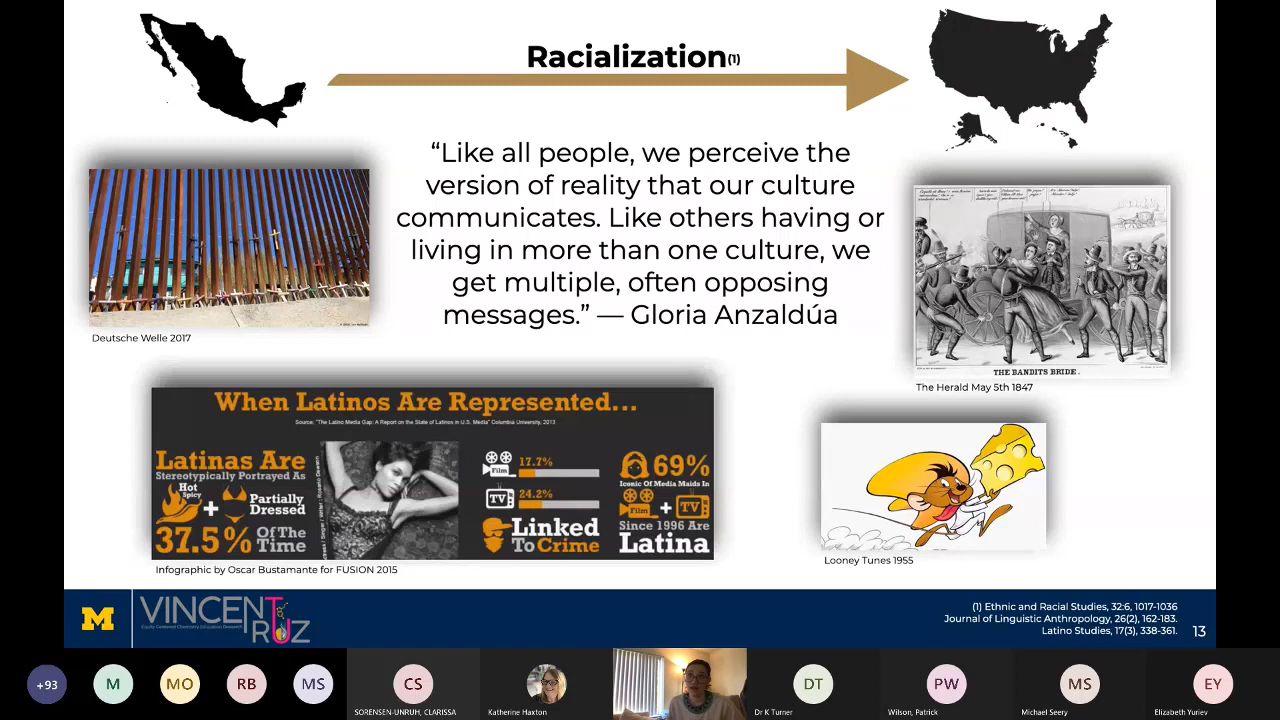 Racialization(1)
“Like all people, we perceive the
version of reality that our culture
communicates. Like others having or
living in more than one culture, we
get multiple, often opposing
messages.” — Gloria Anzaldúa
Deutsche Welle 2017
THE BANDITS BRIDE.
The Herald May 5th 1847
When Latinos Are Represented...
Source: "The Latino Media Gap: A Report on the State of Latinos in U.S. Media" Columbia University, 2013
Latinas Are
Stereotypically Portrayed As
Hot
Spicy
+
Partially
Dressed
37.5% Of The
Time
Film
17.7%
TV
24.2%
Linked
To Crime
69%
Iconic Of Media Maids In
Film + TV
Since 1996 Are
Latina
Infographic by Oscar Bustamante for FUSION 2015
Looney Tunes 1955
M
VINCENT
RUZ
Equity-Centered Chemistry Education Research
(1) Ethnic and Racial Studies, 32:6, 1017-1036
Journal of Linguistic Anthropology, 26(2), 162-183.
Latino Studies, 17(3), 338-361.
13
+93
M
MO
RB
MS
CS
SORENSEN-UNRUH, CLARISSA
Katherine Haxton
DT
Dr K Turner
PW
Wilson, Patrick
MS
Michael Seery
EY
Elizabeth Yuriev